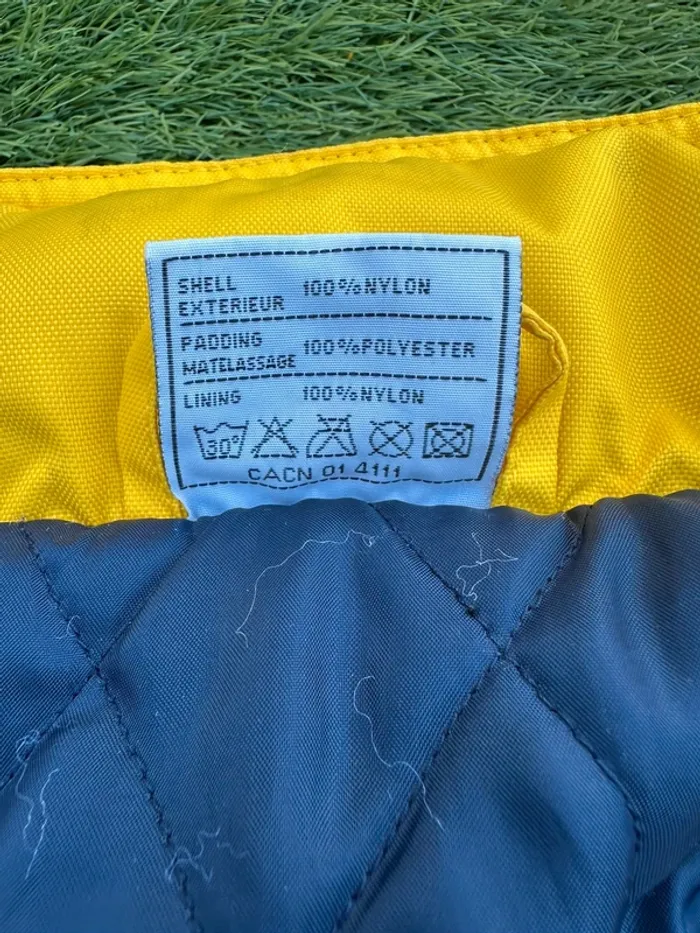 SHELL 100%NYLON
EXTERIEUR
PADDING 100%POLYESTER
MATELASSAGE
LINING 100%NYLON
30°
CACN 01 4111